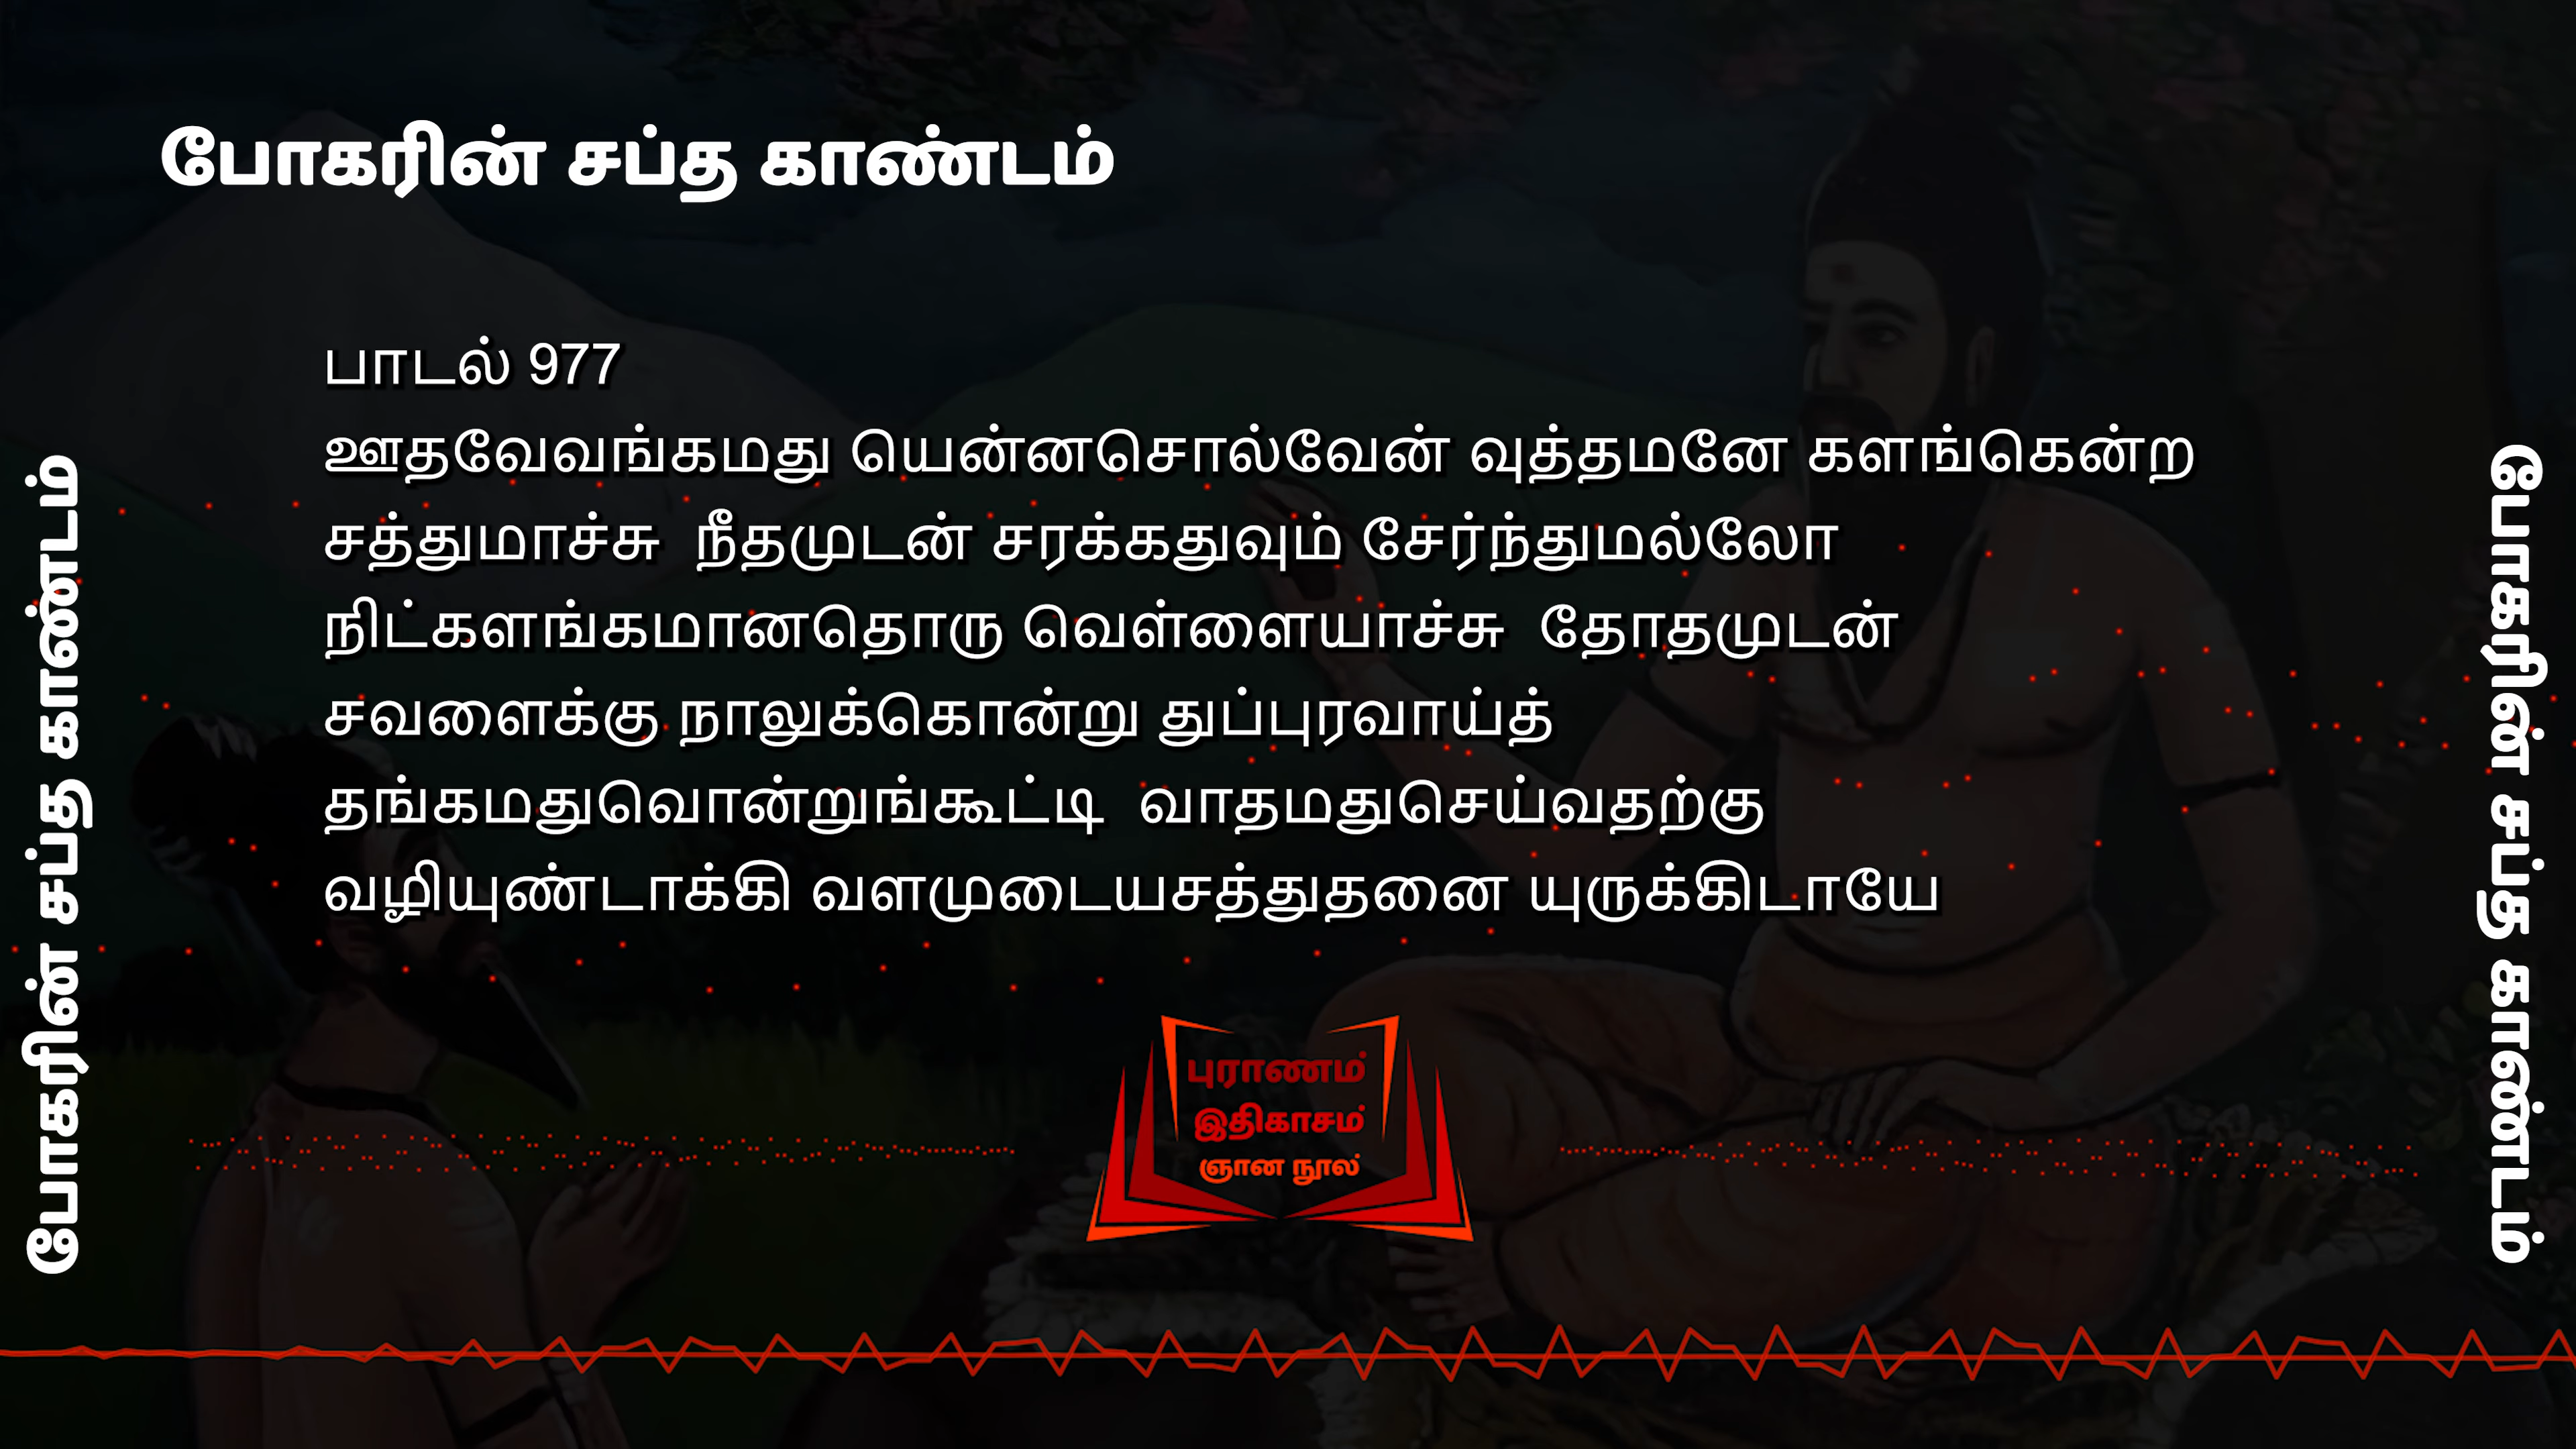 போகரின் சப்த காண்டம்
பாடல் 977
ஊதவேவங்கமது யென்னசொல்வேன் வுத்தமனே களங்கென்ற
சத்துமாச்சு நீதமுடன் சரக்கதுவும் சேர்ந்துமல்லோ
நிட்களங்கமானதொரு வெள்ளையாச்சு தோதமுடன்
சவளைக்கு நாலுக்கொன்று துப்புரவாய்த்
தங்கமதுவொன்றுங்கூட்டி வாதமதுசெய்வதற்கு
வழியுண்டாக்கி வளமுடையசத்துதனை யுருக்கிடாயே
போகரின் சப்த காண்டம்
போகரின் சப்த காண்டம்
புராணம்
இதிகாசம்
ஞான நூல்